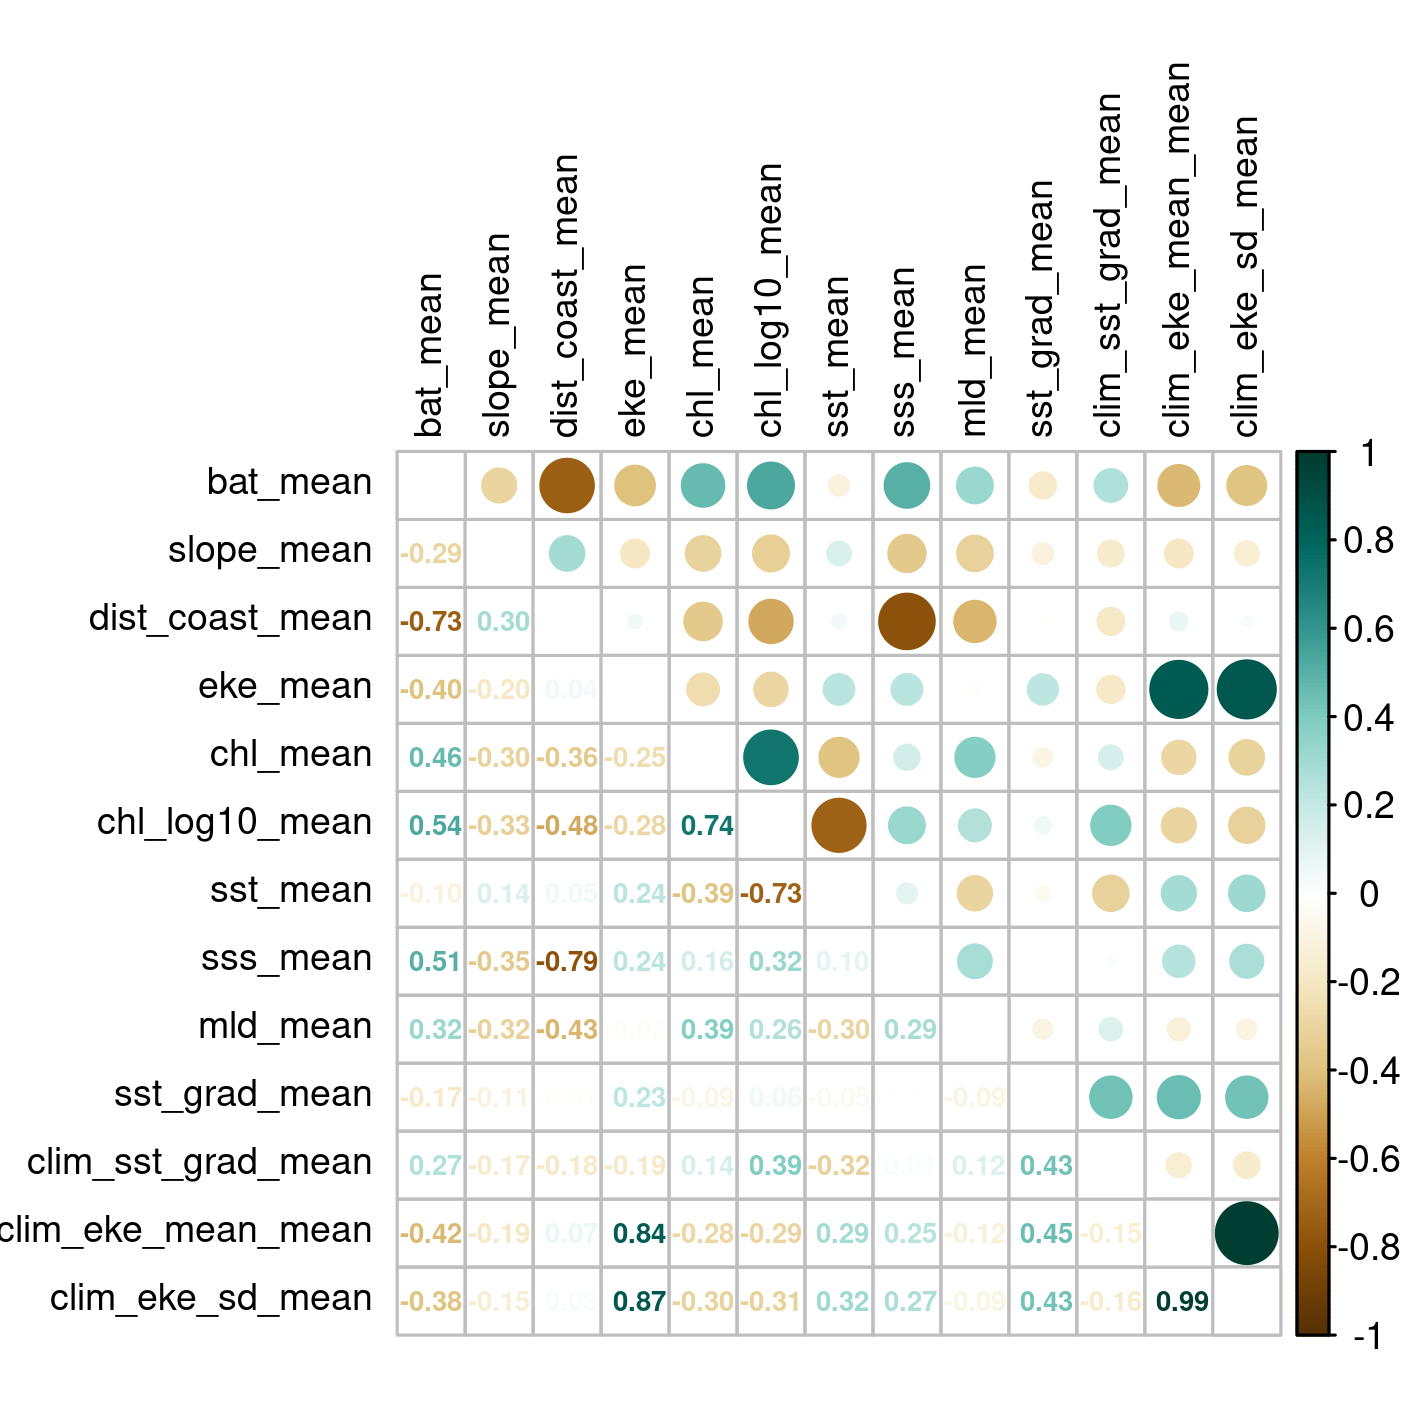 bat_mean
slope_mean
dist_coast_mean
eke_mean
chl_mean
chl_log10_mean
sst_mean
sss_mean
mld_mean
sst_grad_mean
clim_sst_grad_mean
clim_eke_mean_mean
clim_eke_sd_mean
bat_mean
slope_mean -0.29
dist_coast_mean -0.73 0.30
eke_mean -0.40 -0.20 0.04
chl_mean 0.46 -0.30 -0.36 -0.25
chl_log10_mean 0.54 -0.33 -0.48 -0.28 0.74
sst_mean -0.10 0.14 0.05 0.24 -0.39 -0.73
sss_mean 0.51 -0.35 -0.79 0.24 0.16 0.32 0.10
mld_mean 0.32 -0.32 -0.43 0.39 0.26 -0.30 0.29
sst_grad_mean -0.17 -0.11 0.23 -0.09 0.06 -0.05 -0.09
clim_sst_grad_mean 0.27 -0.17 -0.18 -0.19 0.14 0.39 -0.32 0.01 0.12 0.43
clim_eke_mean_mean -0.42 -0.19 0.07 0.84 -0.28 -0.29 0.29 0.25 -0.12 0.45 -0.15
clim_eke_sd_mean -0.38 -0.15 0.03 0.87 -0.30 -0.31 0.32 0.27 -0.09 0.43 -0.16 0.99
1
0.8
0.6
0.4
0.2
0
-0.2
-0.4
-0.6
-0.8
-1